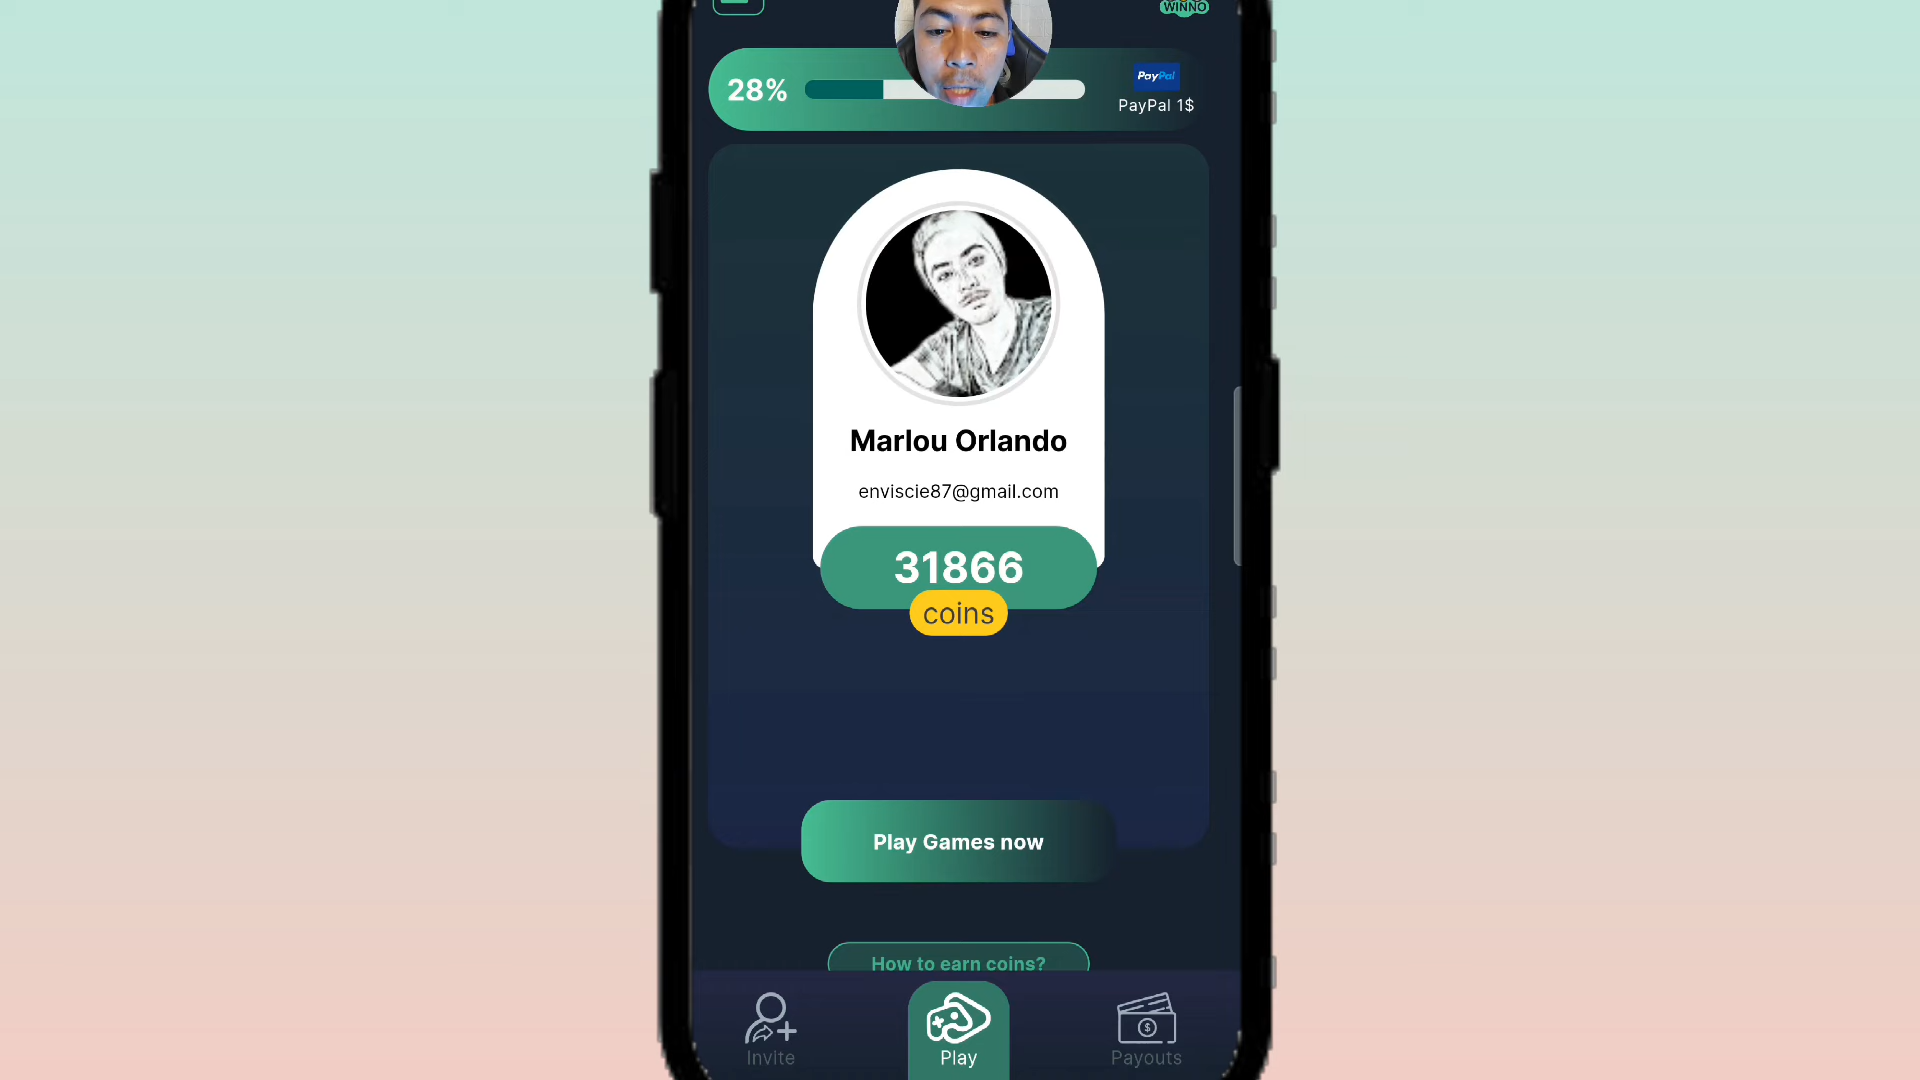 WINNO
28%
PayPal
PayPal 1$
Marlou Orlando
enviscie87@gmail.com
31866
coins
Play Games now
How to earn coins?
Invite
Play
Payouts